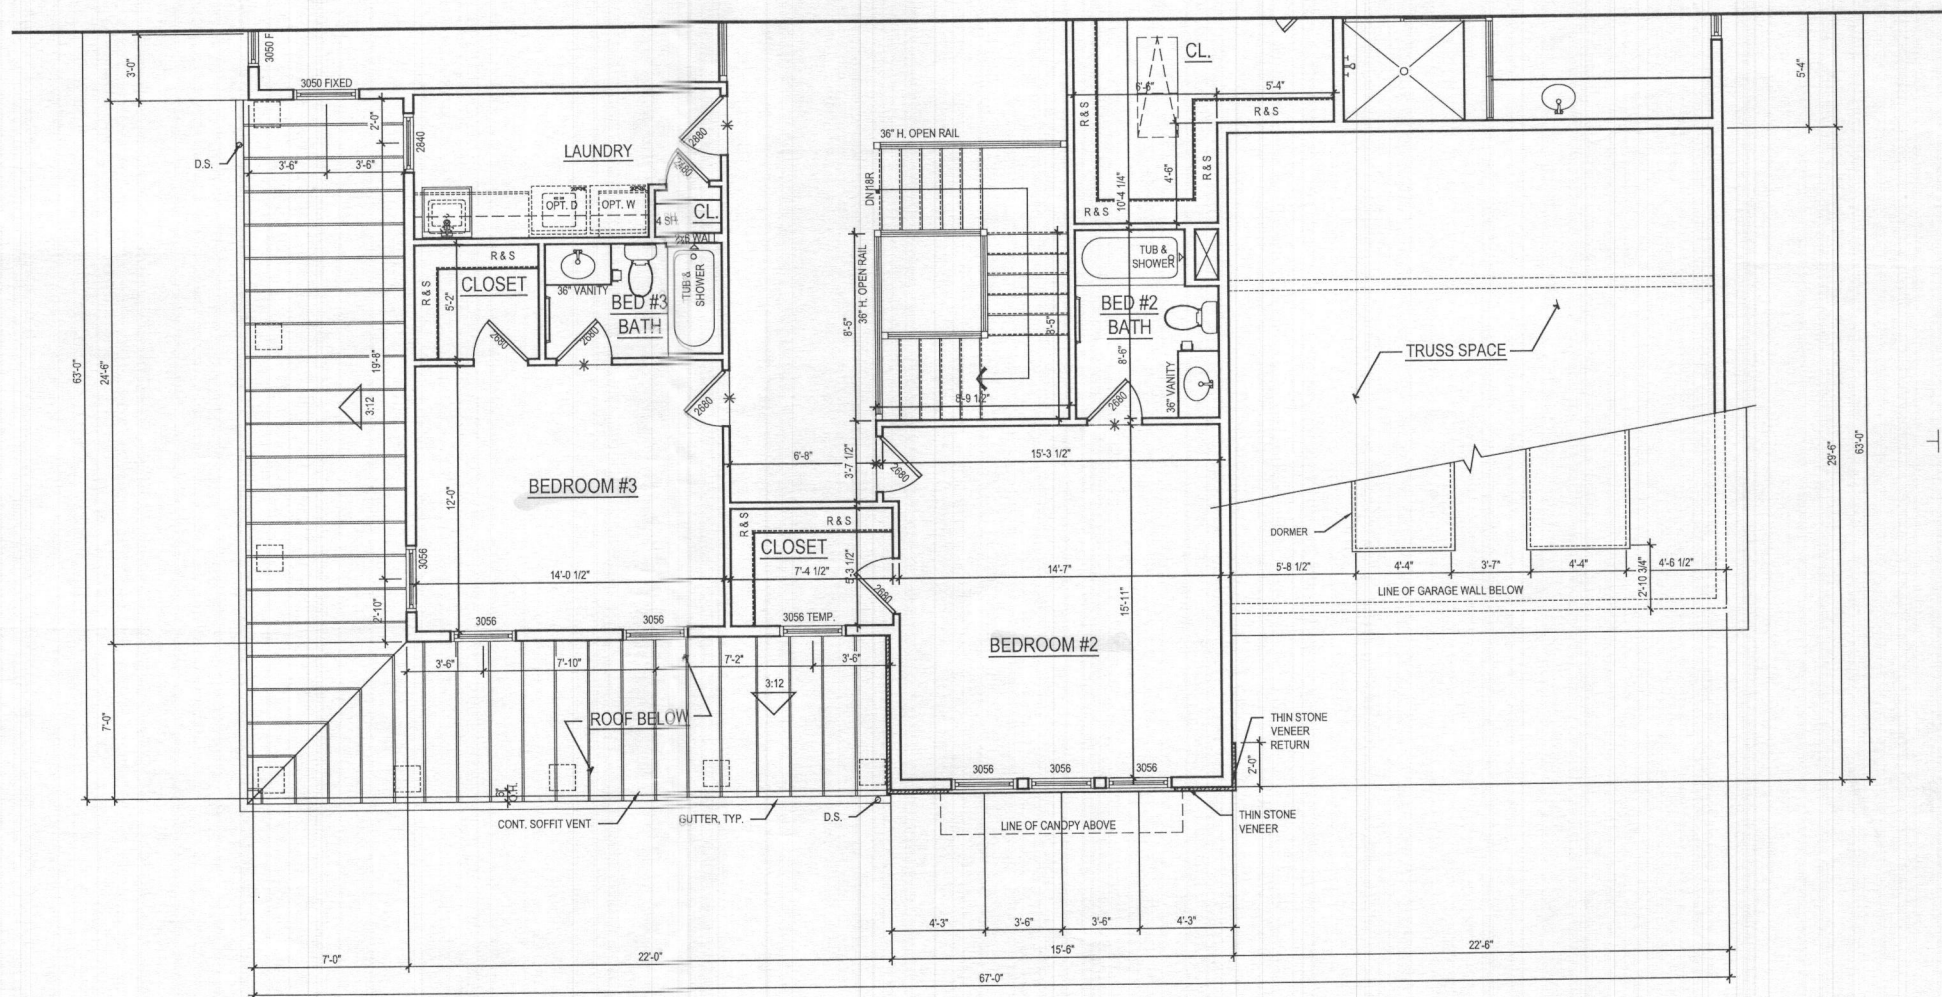 3'-0"
3050 F
3050 FIXED
2'-0"
2840
D.S.
3'-6"
3'-6"
LAUNDRY
2680
2480
OPT. D
OPT. W
4 SH.
CL.
2x6 WALL
R & S
R & S
CLOSET
5'-2"
36" VANITY
BED #3
BATH
TUB &
SHOWER
2680
2680
2680
63'-0"
24'-6"
19'-8"
3:12
BEDROOM #3
12'-0"
3056
14'-0 1/2"
2'-10"
3056
3056
3056 TEMP.
3'-6"
7'-10"
7'-2"
3'-6"
7'-0"
3:12
ROOF BELOW
O.H.
CONT. SOFFIT VENT
GUTTER, TYP.
D.S.
36" H. OPEN RAIL
DN 18R
36" H. OPEN RAIL
8'-5"
8'-5"
8'-9 1/2"
6'-8"
3'-7 1/2"
2680
15'-3 1/2"
R & S
R & S
CLOSET
7'-4 1/2"
5'-3 1/2"
2680
14'-7"
15'-11"
BEDROOM #2
3056
3056
3056
LINE OF CANOPY ABOVE
CL.
6'-6"
5'-4"
R & S
R & S
R & S
R & S
10'-4 1/4"
4'-6"
TUB &
SHOWER
BED #2
BATH
8'-6"
36" VANITY
2680
5'-4"
TRUSS SPACE
29'-6"
63'-0"
DORMER
5'-8 1/2"
4'-4"
3'-7"
4'-4"
4'-6 1/2"
2'-10 3/4"
LINE OF GARAGE WALL BELOW
THIN STONE
VENEER
RETURN
2'-0"
THIN STONE
VENEER
4'-3"
3'-6"
3'-6"
4'-3"
7'-0"
22'-0"
15'-6"
22'-6"
67'-0"